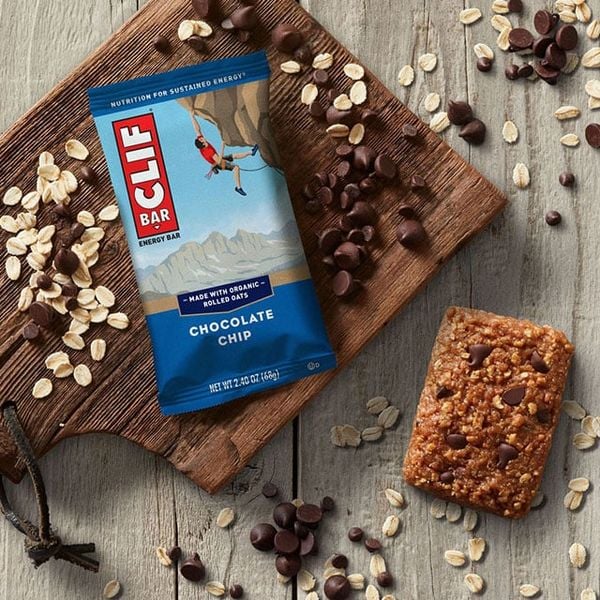 NUTRITION FOR SUSTAINED ENERGY®
CLIF
BAR®
ENERGY BAR
– MADE WITH ORGANIC –
ROLLED OATS
CHOCOLATE
CHIP
NET WT 2.40 OZ (68g)